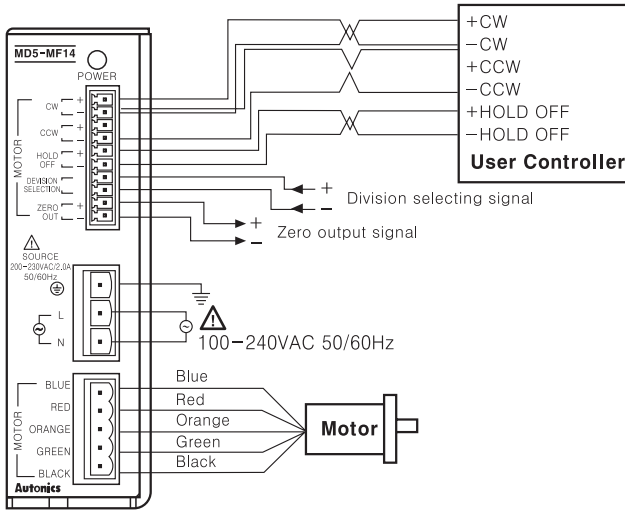 MD5-MF14
POWER
MOTOR
CW + −
CCW + −
HOLD OFF + −
DEVISION SELECTION
ZERO OUT + −
SOURCE
200-230VAC/2.0A
50/60Hz
L
N
MOTOR
BLUE
RED
ORANGE
GREEN
BLACK
Autonics
+CW
−CW
+CCW
−CCW
+HOLD OFF
−HOLD OFF
User Controller
+
− Division selecting signal
+
− Zero output signal
100-240VAC 50/60Hz
Blue
Red
Orange
Green
Black
Motor